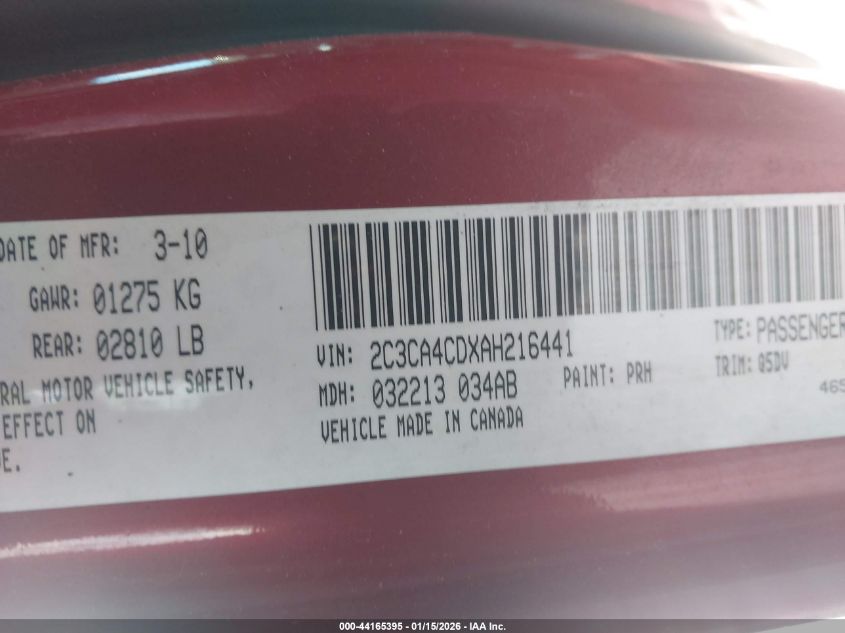 DATE OF MFR: 3-10
GAWR: 01275 KG
REAR: 02810 LB
RAL MOTOR VEHICLE SAFETY,
EFFECT ON
E.
VIN: 2C3CA4CDXAH216441
TYPE: PASSENGER
MDH: 032213 034AB
PAINT: PRH
TRIM: Q5DV
VEHICLE MADE IN CANADA
465
000-44165395 - 01/15/2026 - IAA Inc.